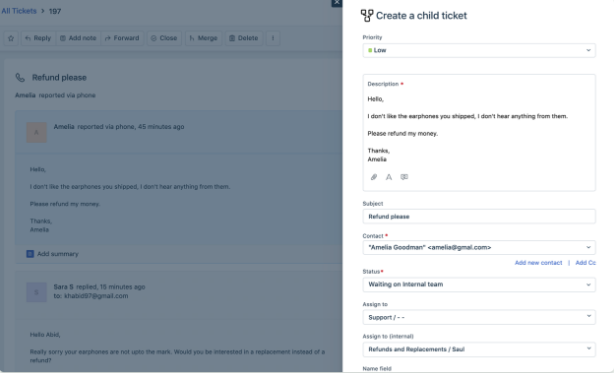 All Tickets > 197
Reply Add note Forward Close Merge Delete
Refund please
Amelia reported via phone
A
Amelia reported via phone, 45 minutes ago
Hello,
I don't like the earphones you shipped, I don't hear anything from them.
Please refund my money.
Thanks,
Amelia
Add summary
S
Sara S replied, 15 minutes ago
to: khabid97@gmail.com
Hello Abid,
Really sorry your earphones are not upto the mark. Would you be interested in a replacement instead of a
refund?
Create a child ticket
Priority
Low
Description *
Hello,
I don't like the earphones you shipped, I don't hear anything from them.
Please refund my money.
Thanks,
Amelia
Subject
Refund please
Contact *
"Amelia Goodman" <amelia@gmal.com>
Add new contact | Add Cc
Status*
Waiting on internal team
Assign to
Support / - -
Assign to (internal)
Refunds and Replacements / Saul
Name field